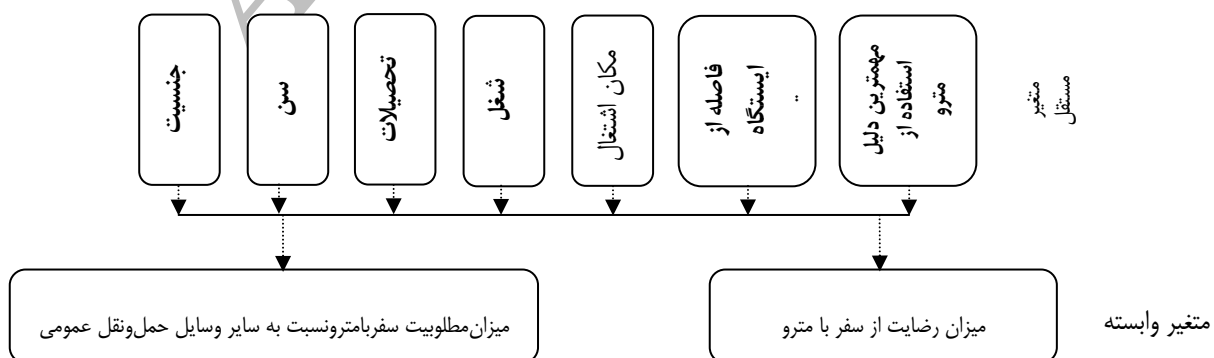 متغیر
مستقل
مهمترین دلیل
استفاده از
مترو
فاصله از
ایستگاه
..
مکان اشتغال
شغل
تحصیلات
سن
جنسیت
متغیر وابسته
میزان رضایت از سفر با مترو
میزان‌مطلوبیت سفربامترونسبت به سایر وسایل حمل‌ونقل عمومی